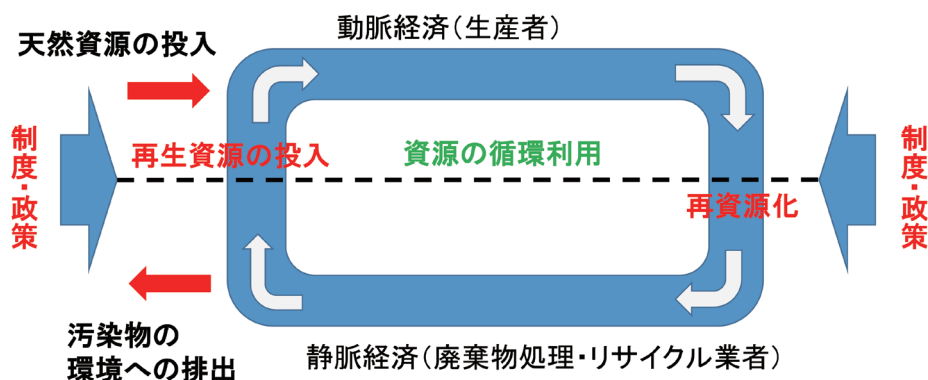 動脈経済(生産者)
天然資源の投入
制度・政策
再生資源の投入
資源の循環利用
再資源化
制度・政策
汚染物の
環境への排出
静脈経済(廃棄物処理・リサイクル業者)